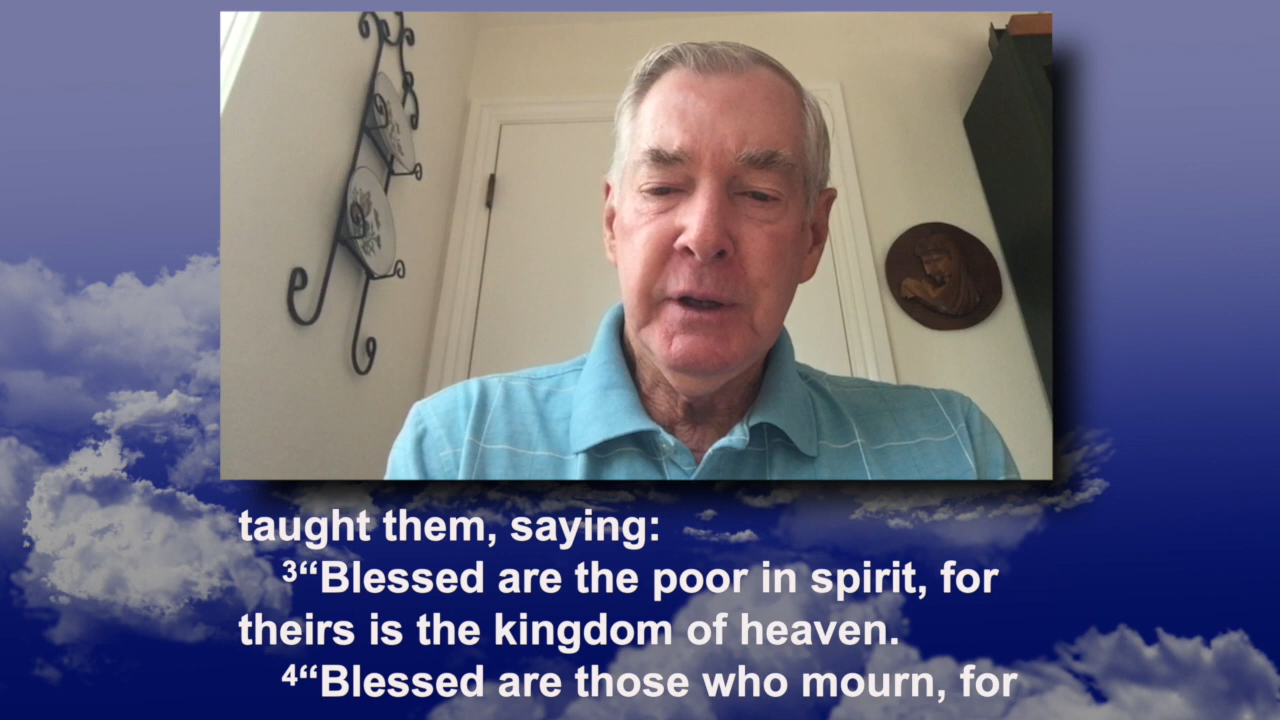 taught them, saying:
³“Blessed are the poor in spirit, for
theirs is the kingdom of heaven.
⁴“Blessed are those who mourn, for